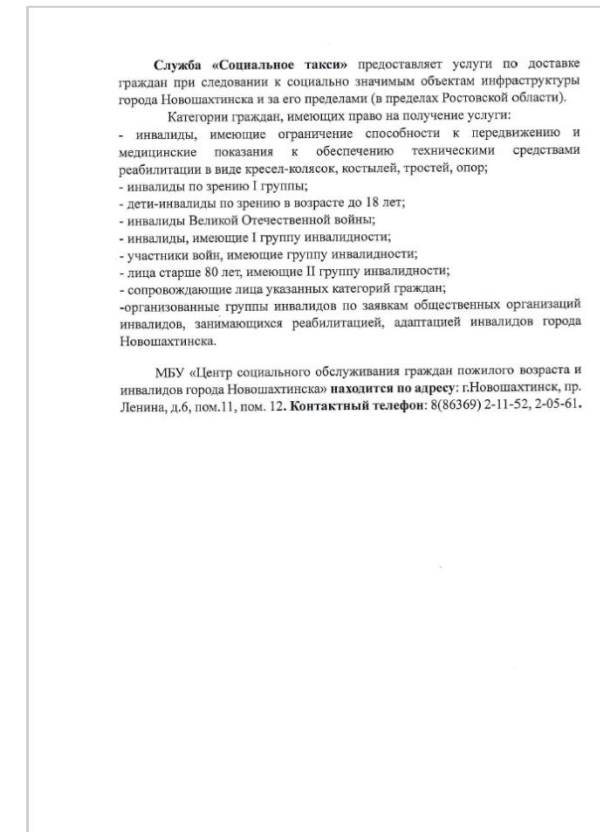 Служба «Социальное такси» предоставляет услуги по доставке
граждан при следовании к социально значимым объектам инфраструктуры
города Новошахтинска и за его пределами (в пределах Ростовской области).
Категории граждан, имеющих право на получение услуги:
- инвалиды, имеющие ограничение способности к передвижению и
медицинские показания к обеспечению техническими средствами
реабилитации в виде кресел-колясок, костылей, тростей, опор;
- инвалиды по зрению I группы;
- дети-инвалиды по зрению в возрасте до 18 лет;
- инвалиды Великой Отечественной войны;
- инвалиды, имеющие I группу инвалидности;
- участники войн, имеющие группу инвалидности;
- лица старше 80 лет, имеющие II группу инвалидности;
- сопровождающие лица указанных категорий граждан;
-организованные группы инвалидов по заявкам общественных организаций
инвалидов, занимающихся реабилитацией, адаптацией инвалидов города
Новошахтинска.
МБУ «Центр социального обслуживания граждан пожилого возраста и
инвалидов города Новошахтинска» находится по адресу: г.Новошахтинск, пр.
Ленина, д.6, пом.11, пом. 12. Контактный телефон: 8(86369) 2-11-52, 2-05-61.